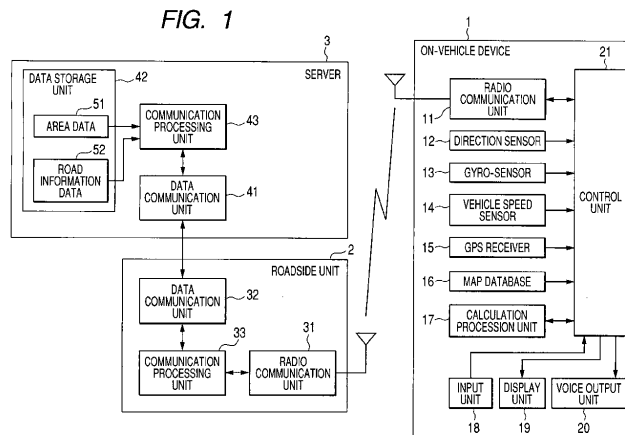 FIG. 1
3
SERVER
DATA STORAGE
UNIT
42
51
AREA DATA
52
ROAD
INFORMATION
DATA
COMMUNICATION
PROCESSING
UNIT
43
DATA
COMMUNICATION
UNIT
41
2
ROADSIDE UNIT
DATA
COMMUNICATION
UNIT
32
33
COMMUNICATION
PROCESSING
UNIT
31
RADIO
COMMUNICATION
UNIT
1
ON-VEHICLE DEVICE
21
RADIO
COMMUNICATION
UNIT
11
12
DIRECTION SENSOR
13
GYRO-SENSOR
14
VEHICLE SPEED
SENSOR
15
GPS RECEIVER
16
MAP DATABASE
17
CALCULATION
PROCESSION UNIT
CONTROL
UNIT
INPUT
UNIT
18
DISPLAY
UNIT
19
VOICE OUTPUT
UNIT
20